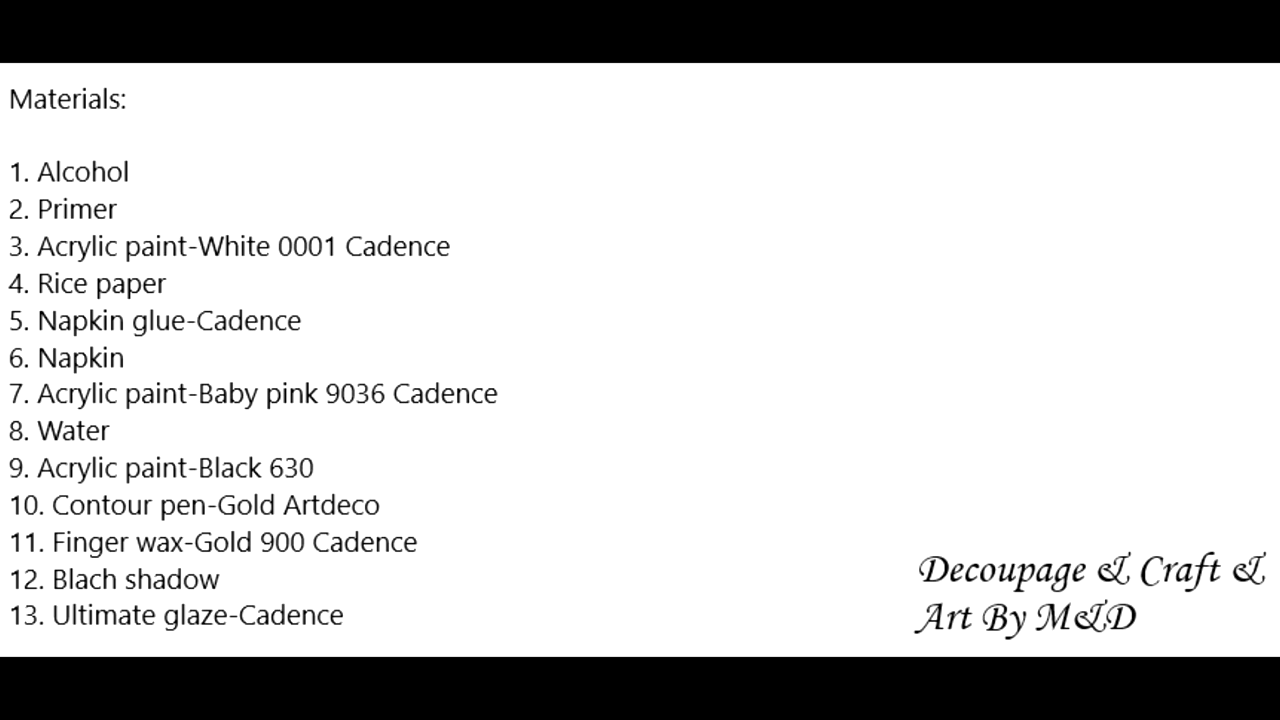 Materials:
1. Alcohol
2. Primer
3. Acrylic paint-White 0001 Cadence
4. Rice paper
5. Napkin glue-Cadence
6. Napkin
7. Acrylic paint-Baby pink 9036 Cadence
8. Water
9. Acrylic paint-Black 630
10. Contour pen-Gold Artdeco
11. Finger wax-Gold 900 Cadence
12. Blach shadow
13. Ultimate glaze-Cadence
Decoupage & Craft &
Art By M&D